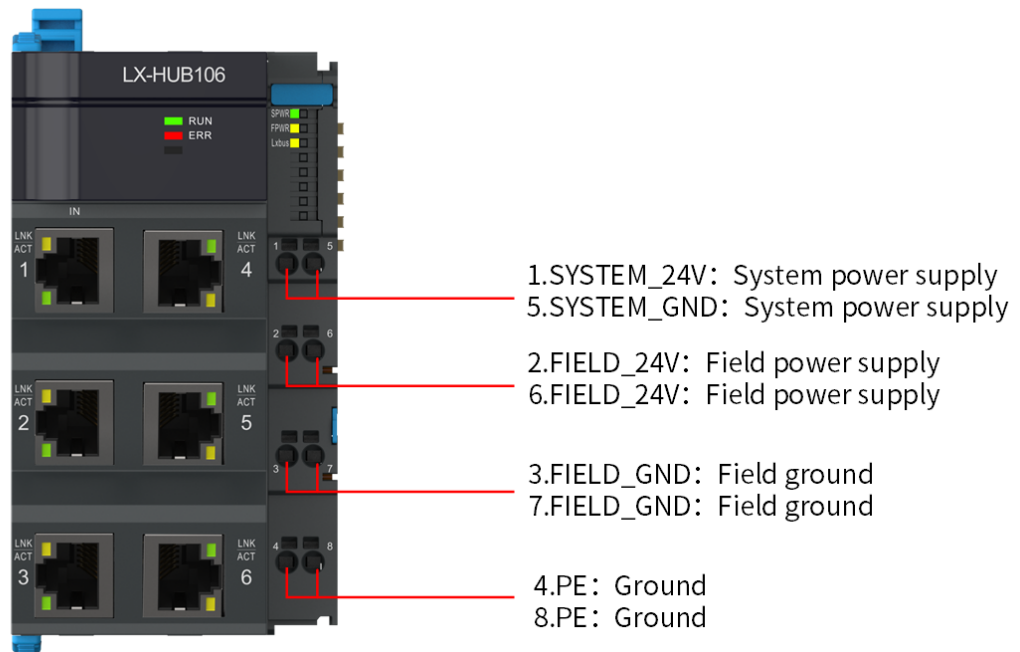 LX-HUB106
RUN
ERR
SPWR
FPWR
Lxbus
IN
LNK
ACT
1
LNK
ACT
4
1 5
1.SYSTEM_24V: System power supply
5.SYSTEM_GND: System power supply
2 6
2.FIELD_24V: Field power supply
6.FIELD_24V: Field power supply
LNK
ACT
2
LNK
ACT
5
3 7
3.FIELD_GND: Field ground
7.FIELD_GND: Field ground
LNK
ACT
3
LNK
ACT
6
4 8
4.PE: Ground
8.PE: Ground